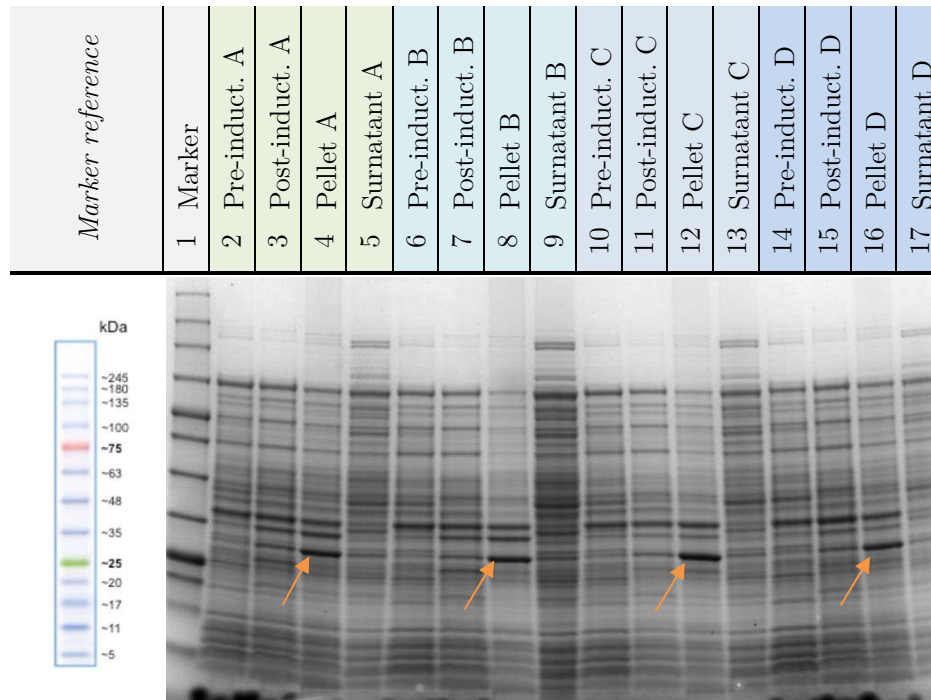 Marker reference
1 Marker
2 Pre-induct. A
3 Post-induct. A
4 Pellet A
5 Surnatant A
6 Pre-induct. B
7 Post-induct. B
8 Pellet B
9 Surnatant B
10 Pre-induct. C
11 Post-induct. C
12 Pellet C
13 Surnatant C
14 Pre-induct. D
15 Post-induct. D
16 Pellet D
17 Surnatant D
kDa
~245
~180
~135
~100
~75
~63
~48
~35
~25
~20
~17
~11
~5